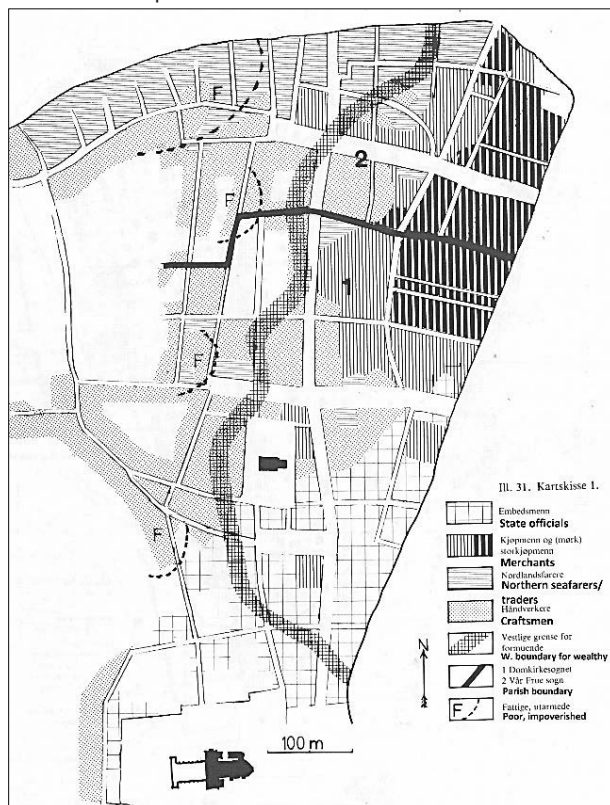 F
2
F
1
F
F
Ill. 31. Kartskisse 1.
Embedsmenn
State officials
Kjøpmenn og (mørk)
storkjøpmenn
Merchants
Nordlandsfarere
Northern seafarers/
traders
Håndverkere
Craftsmen
Vestlige grense for
formuende
W. boundary for wealthy
1 Domkirkesognet
2 Vår Frue sogn
Parish boundary
F
Fattige, utarmede
Poor, impoverished
N
100 m